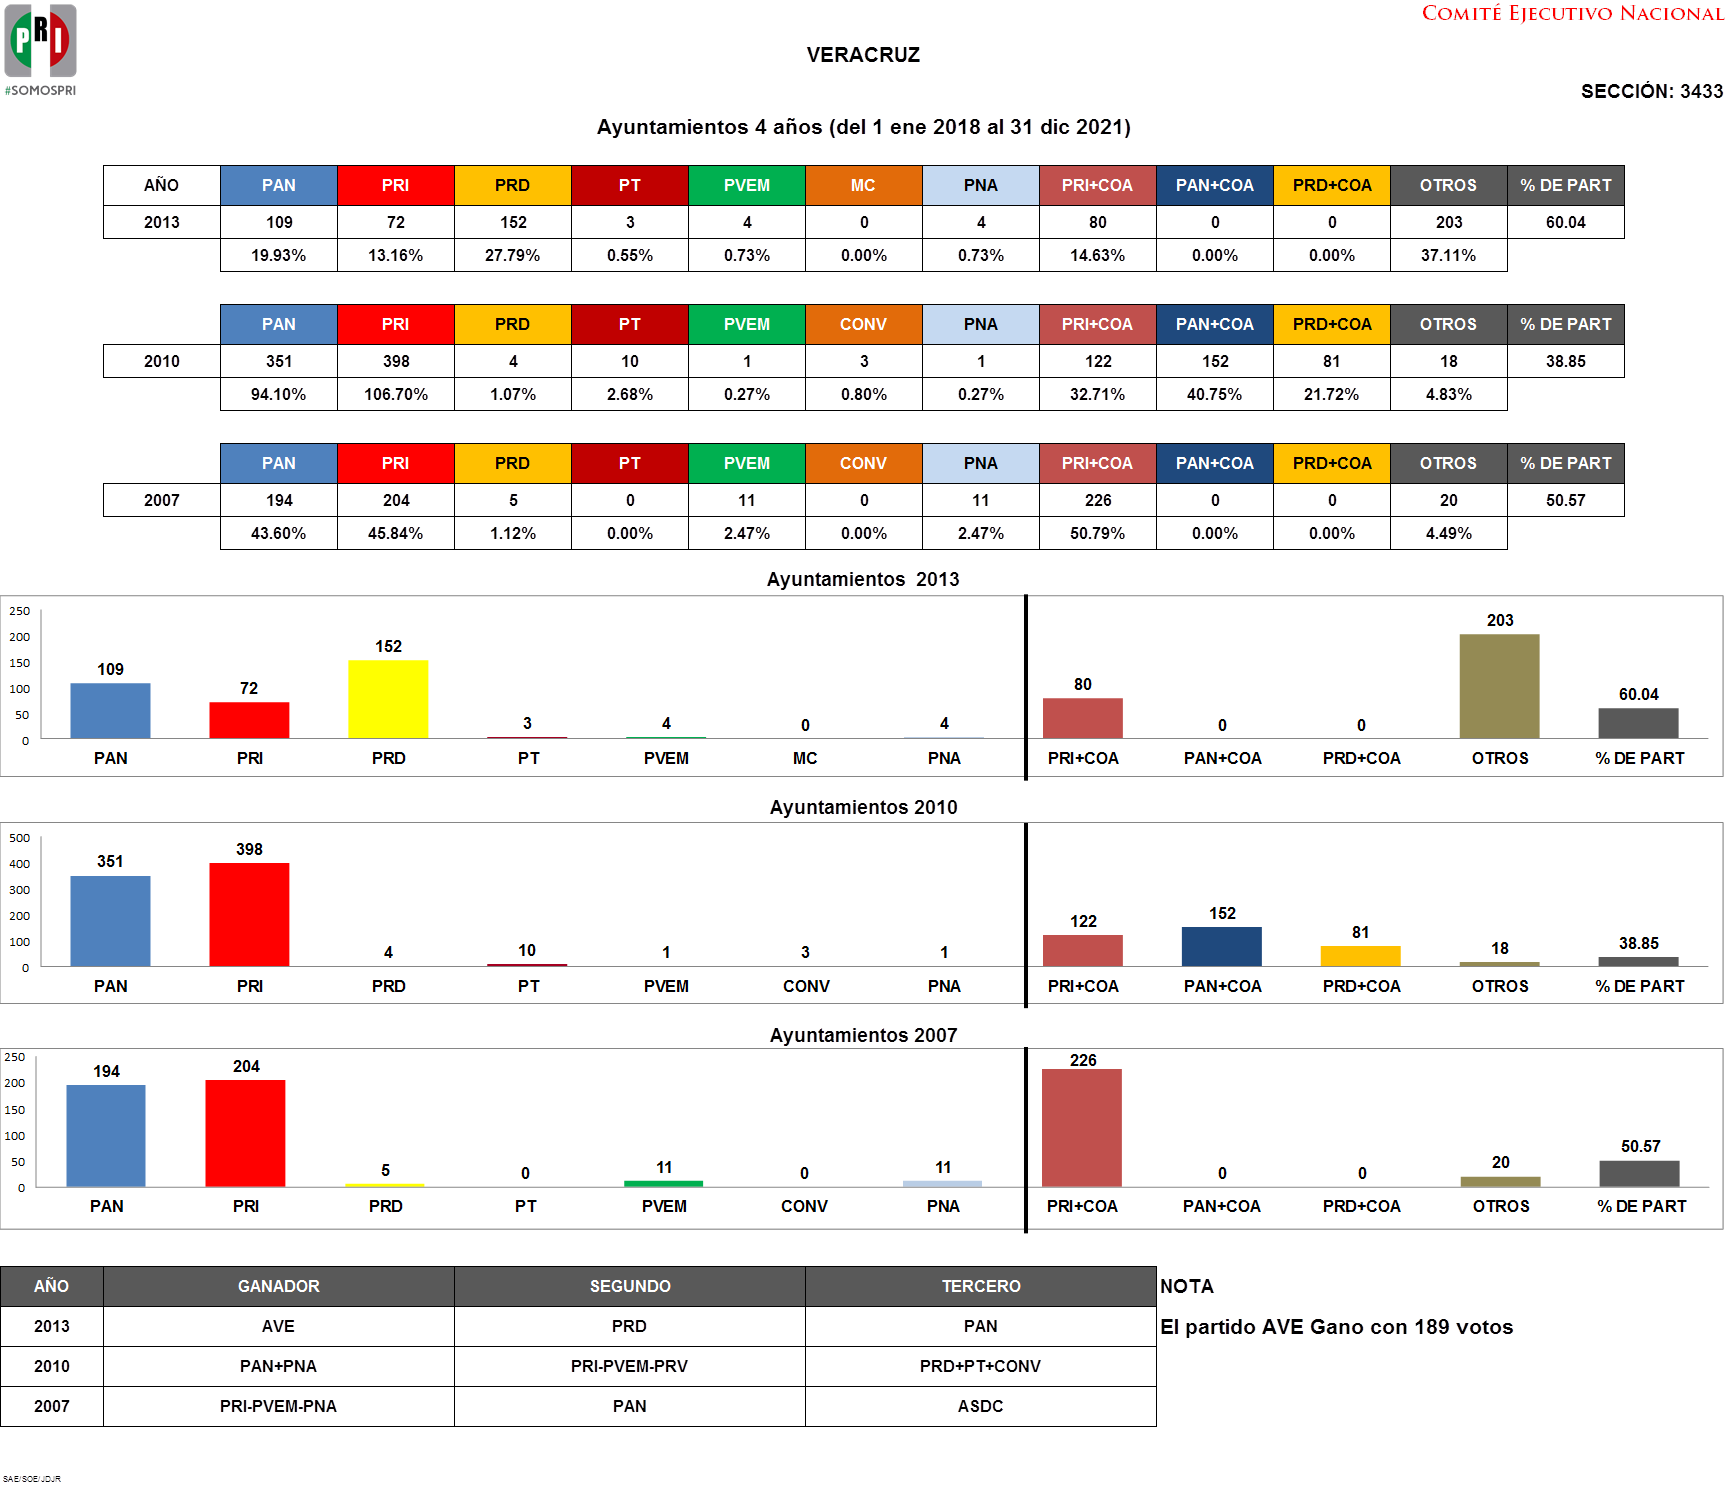 PRI
#SOMOSPRI
COMITÉ EJECUTIVO NACIONAL
VERACRUZ
SECCIÓN: 3433
Ayuntamientos 4 años (del 1 ene 2018 al 31 dic 2021)
AÑO PAN PRI PRD PT PVEM MC PNA PRI+COA PAN+COA PRD+COA OTROS % DE PART
2013 109 72 152 3 4 0 4 80 0 0 203 60.04
19.93% 13.16% 27.79% 0.55% 0.73% 0.00% 0.73% 14.63% 0.00% 0.00% 37.11%
PAN PRI PRD PT PVEM CONV PNA PRI+COA PAN+COA PRD+COA OTROS % DE PART
2010 351 398 4 10 1 3 1 122 152 81 18 38.85
94.10% 106.70% 1.07% 2.68% 0.27% 0.80% 0.27% 32.71% 40.75% 21.72% 4.83%
PAN PRI PRD PT PVEM CONV PNA PRI+COA PAN+COA PRD+COA OTROS % DE PART
2007 194 204 5 0 11 0 11 226 0 0 20 50.57
43.60% 45.84% 1.12% 0.00% 2.47% 0.00% 2.47% 50.79% 0.00% 0.00% 4.49%
Ayuntamientos 2013
250
200
150
100
50
0
109 72 152 3 4 0 4 80 0 0 203 60.04
PAN PRI PRD PT PVEM MC PNA PRI+COA PAN+COA PRD+COA OTROS % DE PART
Ayuntamientos 2010
500
400
300
200
100
0
351 398 4 10 1 3 1 122 152 81 18 38.85
PAN PRI PRD PT PVEM CONV PNA PRI+COA PAN+COA PRD+COA OTROS % DE PART
Ayuntamientos 2007
250
200
150
100
50
0
194 204 5 0 11 0 11 226 0 0 20 50.57
PAN PRI PRD PT PVEM CONV PNA PRI+COA PAN+COA PRD+COA OTROS % DE PART
AÑO GANADOR SEGUNDO TERCERO NOTA
2013 AVE PRD PAN El partido AVE Gano con 189 votos
2010 PAN+PNA PRI-PVEM-PRV PRD+PT+CONV
2007 PRI-PVEM-PNA PAN ASDC
SAE/SOE/JDJR